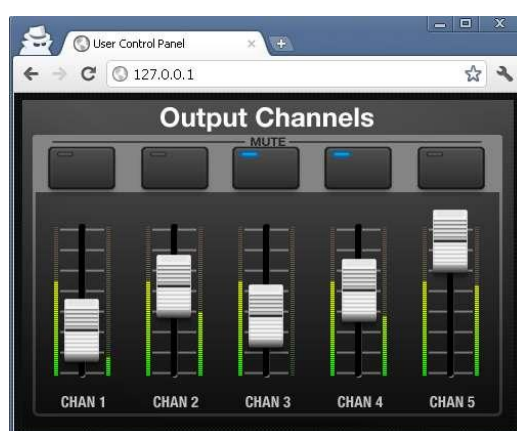 User Control Panel
127.0.0.1
Output Channels
MUTE
CHAN 1
CHAN 2
CHAN 3
CHAN 4
CHAN 5